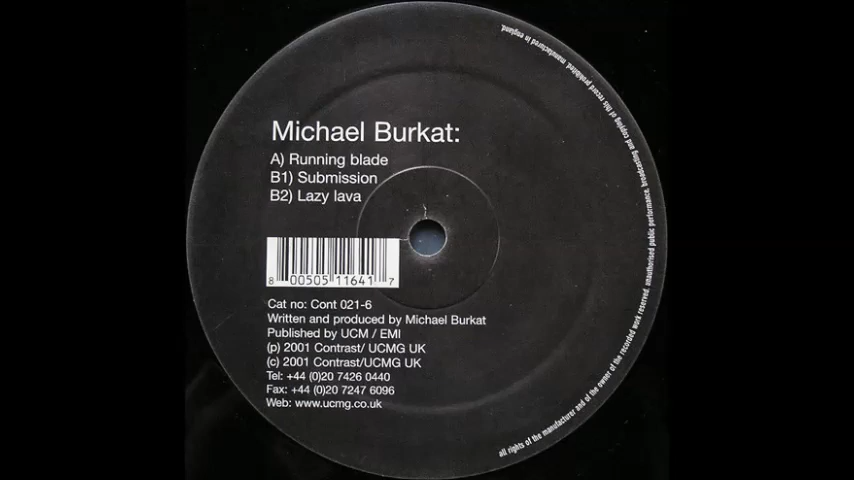 Michael Burkat:
A) Running blade
B1) Submission
B2) Lazy lava
8 00505 11641 7
Cat no: Cont 021-6
Written and produced by Michael Burkat
Published by UCM / EMI
(p) 2001 Contrast/ UCMG UK
(c) 2001 Contrast/UCMG UK
Tel: +44 (0)20 7426 0440
Fax: +44 (0)20 7247 6096
Web: www.ucmg.co.uk
all rights of the manufacturer and of the owner of the recorded work reserved. unauthorised public performance, broadcasting and copying of this record prohibited. manufactured in england.